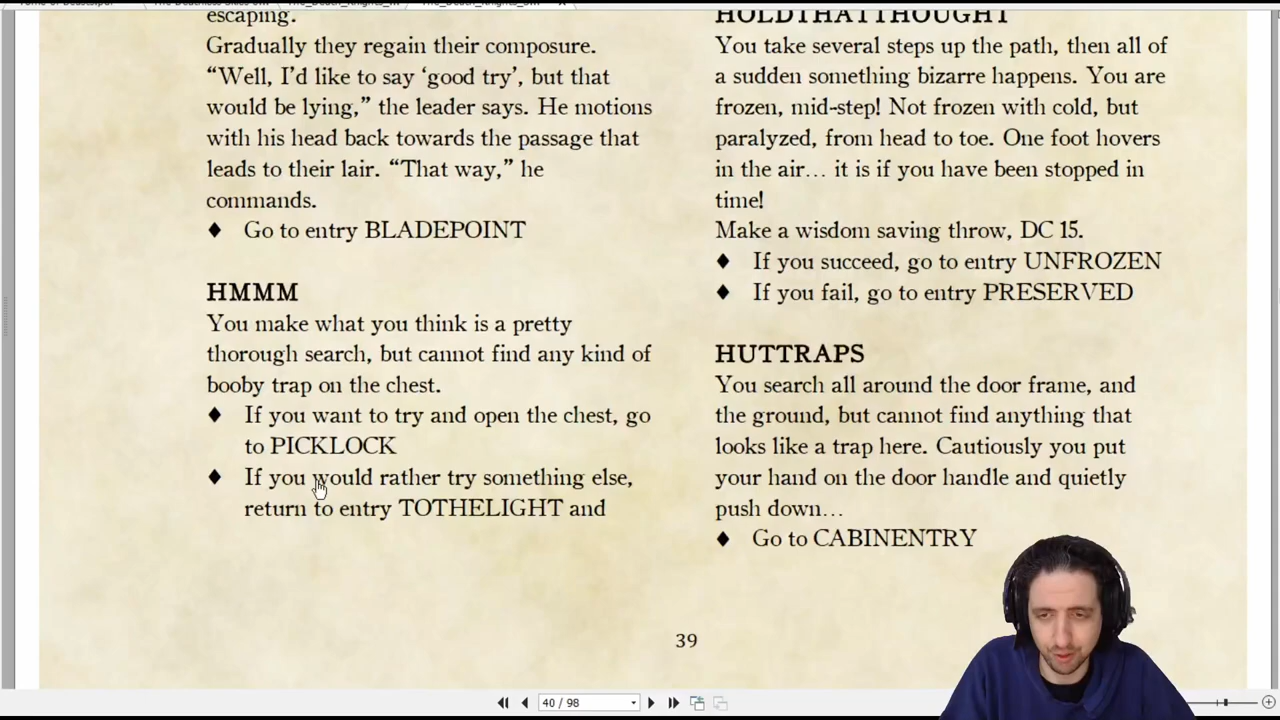 escaping.
Gradually they regain their composure.
“Well, I’d like to say ‘good try’, but that
would be lying,” the leader says. He motions
with his head back towards the passage that
leads to their lair. “That way,” he
commands.
♦ Go to entry BLADEPOINT
HMMM
You make what you think is a pretty
thorough search, but cannot find any kind of
booby trap on the chest.
♦ If you want to try and open the chest, go
to PICKLOCK
♦ If you would rather try something else,
return to entry TOTHELIGHT and
HOLDTHATTHOUGHT
You take several steps up the path, then all of
a sudden something bizarre happens. You are
frozen, mid-step! Not frozen with cold, but
paralyzed, from head to toe. One foot hovers
in the air… it is if you have been stopped in
time!
Make a wisdom saving throw, DC 15.
♦ If you succeed, go to entry UNFROZEN
♦ If you fail, go to entry PRESERVED
HUTTRAPS
You search all around the door frame, and
the ground, but cannot find anything that
looks like a trap here. Cautiously you put
your hand on the door handle and quietly
push down…
♦ Go to CABINENTRY
39
40 / 98